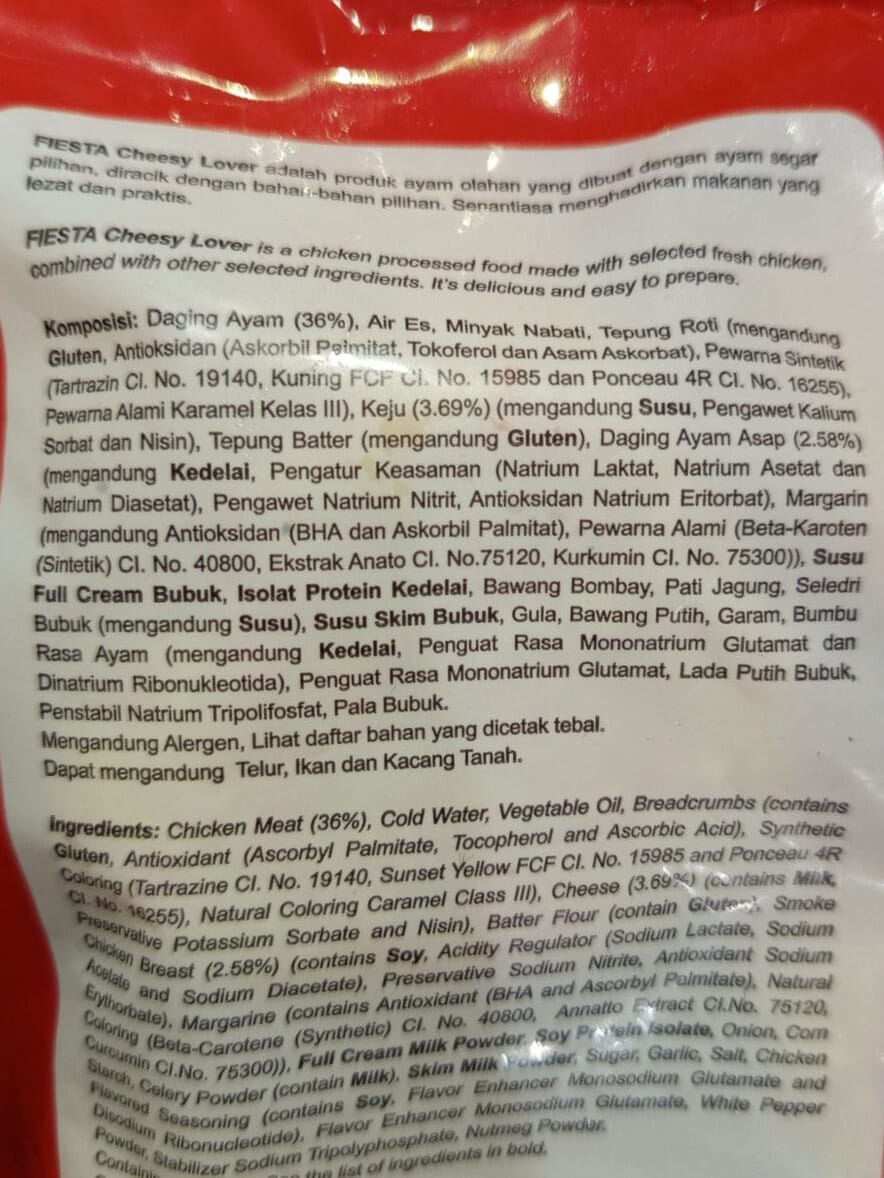 FIESTA Cheesy Lover adalah produk ayam olahan yang dibuat dengan ayam segar
pilihan, diracik dengan bahan-bahan pilihan. Senantiasa menghadirkan makanan yang
lezat dan praktis.
FIESTA Cheesy Lover is a chicken processed food made with selected fresh chicken,
combined with other selected ingredients. It's delicious and easy to prepare.
Komposisi: Daging Ayam (36%), Air Es, Minyak Nabati, Tepung Roti (mengandung
Gluten, Antioksidan (Askorbil Palmitat, Tokoferol dan Asam Askorbat), Pewarna Sintetik
(Tartrazin CI. No. 19140, Kuning FCF CI. No. 15985 dan Ponceau 4R CI. No. 16255),
Pewarna Alami Karamel Kelas III), Keju (3.69%) (mengandung Susu, Pengawet Kalium
Sorbat dan Nisin), Tepung Batter (mengandung Gluten), Daging Ayam Asap (2.58%)
(mengandung Kedelai, Pengatur Keasaman (Natrium Laktat, Natrium Asetat dan
Natrium Diasetat), Pengawet Natrium Nitrit, Antioksidan Natrium Eritorbat), Margarin
(mengandung Antioksidan (BHA dan Askorbil Palmitat), Pewarna Alami (Beta-Karoten
(Sintetik) CI. No. 40800, Ekstrak Anato CI. No.75120, Kurkumin CI. No. 75300)), Susu
Full Cream Bubuk, Isolat Protein Kedelai, Bawang Bombay, Pati Jagung, Seledri
Bubuk (mengandung Susu), Susu Skim Bubuk, Gula, Bawang Putih, Garam, Bumbu
Rasa Ayam (mengandung Kedelai, Penguat Rasa Mononatrium Glutamat dan
Dinatrium Ribonukleotida), Penguat Rasa Mononatrium Glutamat, Lada Putih Bubuk,
Penstabil Natrium Tripolifosfat, Pala Bubuk.
Mengandung Alergen, Lihat daftar bahan yang dicetak tebal.
Dapat mengandung Telur, Ikan dan Kacang Tanah.
Ingredients: Chicken Meat (36%), Cold Water, Vegetable Oil, Breadcrumbs (contains
Gluten, Antioxidant (Ascorbyl Palmitate, Tocopherol and Ascorbic Acid), Synthetic
Coloring (Tartrazine CI. No. 19140, Sunset Yellow FCF CI. No. 15985 and Ponceau 4R
CI. No. 16255), Natural Coloring Caramel Class III), Cheese (3.69%) (contains Milk,
Preservative Potassium Sorbate and Nisin), Batter Flour (contain Gluten), Smoke
Chicken Breast (2.58%) (contains Soy, Acidity Regulator (Sodium Lactate, Sodium
Acelate and Sodium Diacetate), Preservative Sodium Nitrite, Antioxidant Sodium
Erythorbate), Margarine (contains Antioxidant (BHA and Ascorbyl Palmitate), Natural
Coloring (Beta-Carotene (Synthetic) CI. No. 40800, Annatto Extract CI.No. 75120,
Curcumin CI.No. 75300)), Full Cream Milk Powder, Soy Protein Isolate, Onion, Corn
Starch, Celery Powder (contain Milk), Skim Milk Powder, Sugar, Garlic, Salt, Chicken
Flavored Seasoning (contains Soy, Flavor Enhancer Monosodium Glutamate and
Disodium Ribonucleotide), Flavor Enhancer Monosodium Glutamate, White Pepper
Powder, Stabilizer Sodium Tripolyphosphate, Nutmeg Powder.
the list of ingredients in bold.